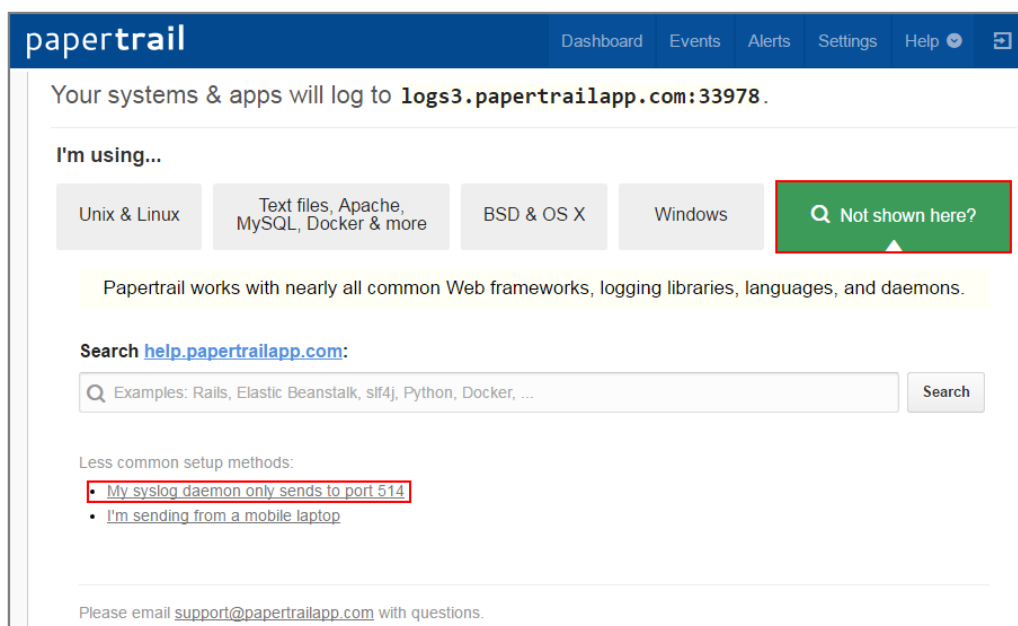 papertrail
Dashboard Events Alerts Settings Help
Your systems & apps will log to logs3.papertrailapp.com:33978.
I'm using...
Unix & Linux
Text files, Apache,
MySQL, Docker & more
BSD & OS X
Windows
Not shown here?
Papertrail works with nearly all common Web frameworks, logging libraries, languages, and daemons.
Search help.papertrailapp.com:
Examples: Rails, Elastic Beanstalk, slf4j, Python, Docker, ...
Search
Less common setup methods:
• My syslog daemon only sends to port 514
• I'm sending from a mobile laptop
Please email support@papertrailapp.com with questions.